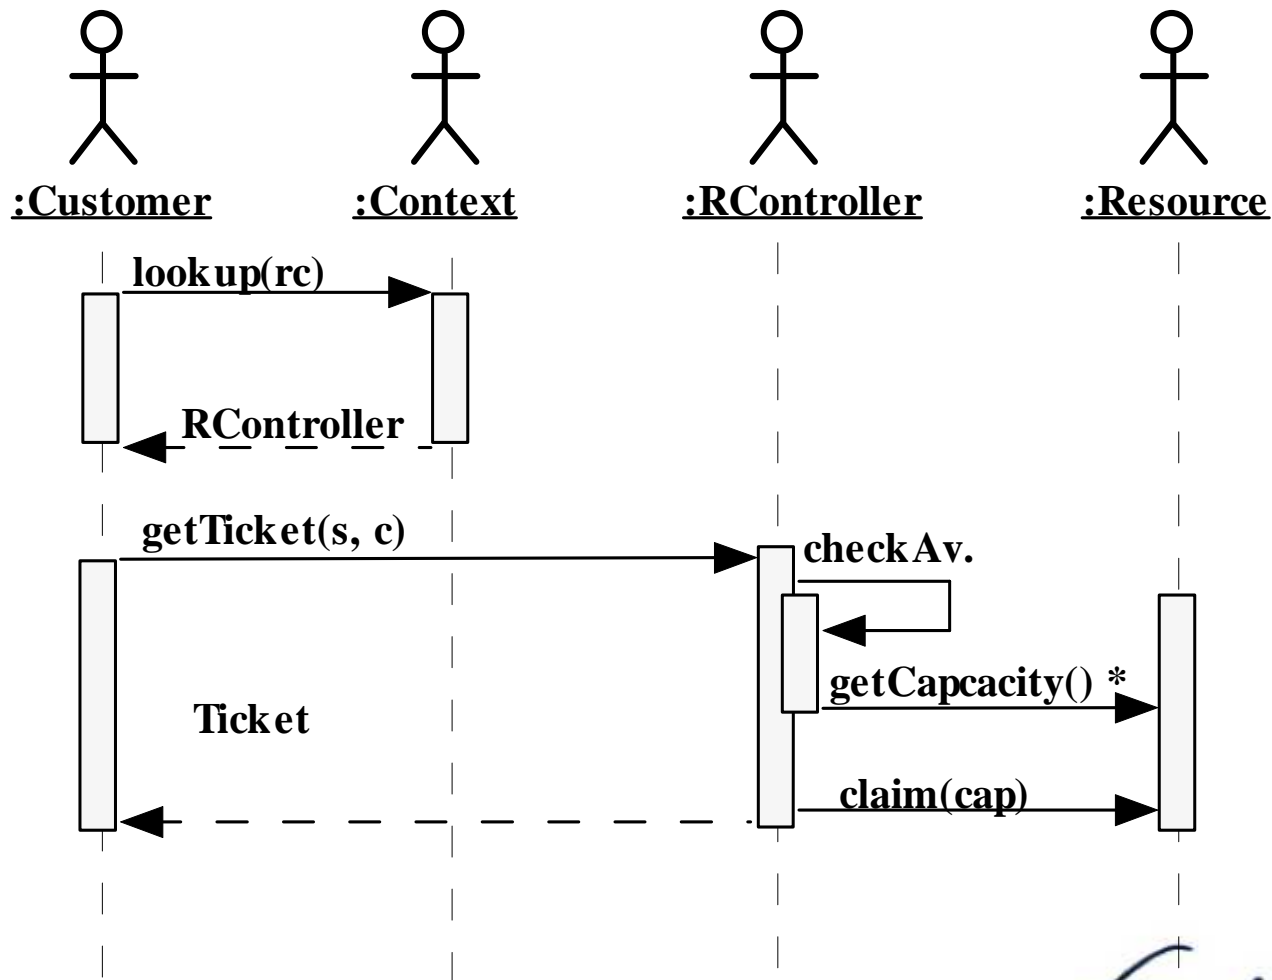 :Customer
:Context
:RController
:Resource
lookup(rc)
RController
getTicket(s, c)
checkAv.
getCapcacity() *
Ticket
claim(cap)